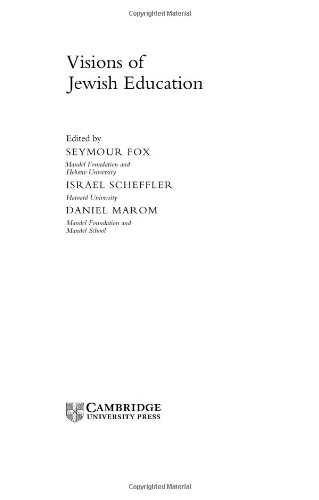 Visions of
Jewish Education
Edited by
SEYMOUR FOX
Mandel Foundation and
Hebrew University
ISRAEL SCHEFFLER
Harvard University
DANIEL MAROM
Mandel Foundation and
Mandel School
CAMBRIDGE
UNIVERSITY PRESS